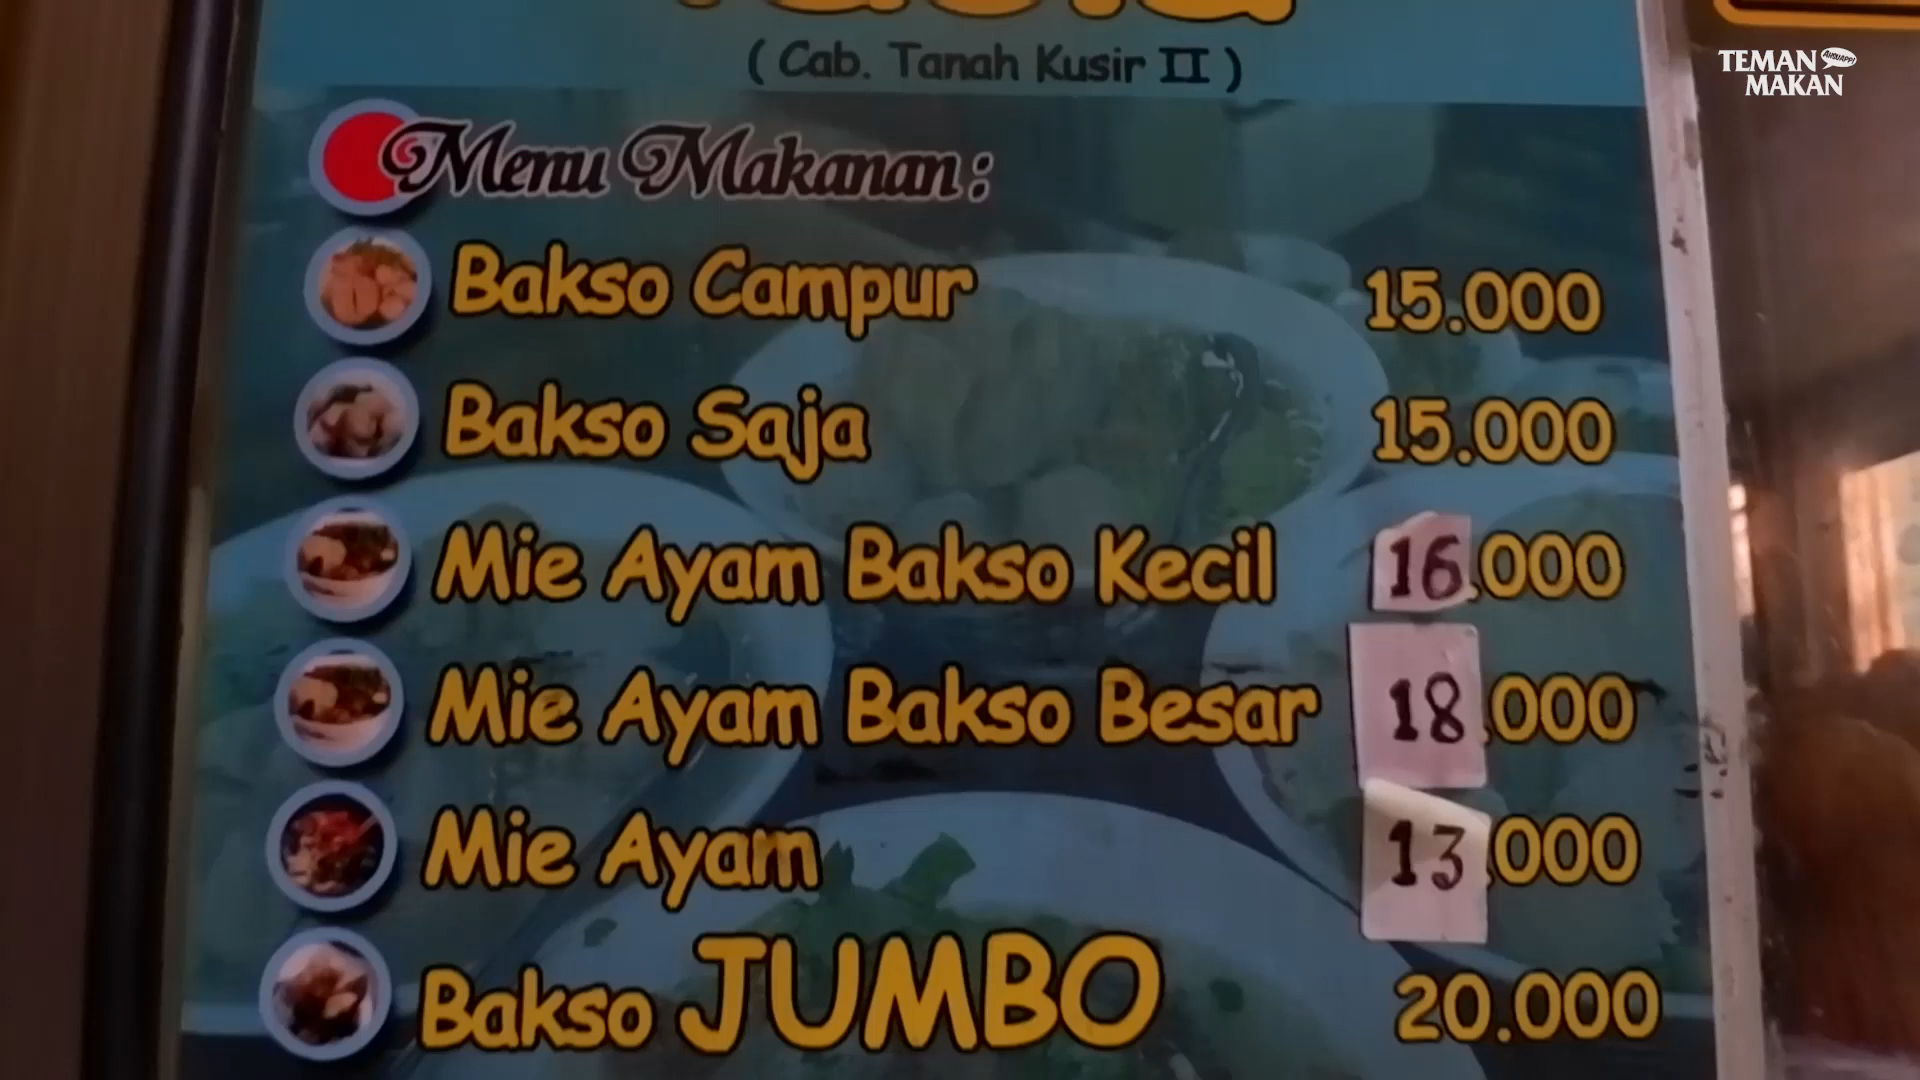 ( Cab. Tanah Kusir II )
TEMAN MAKAN
Menu Makanan :
Bakso Campur 15.000
Bakso Saja 15.000
Mie Ayam Bakso Kecil 16.000
Mie Ayam Bakso Besar 18.000
Mie Ayam 13.000
Bakso JUMBO 20.000